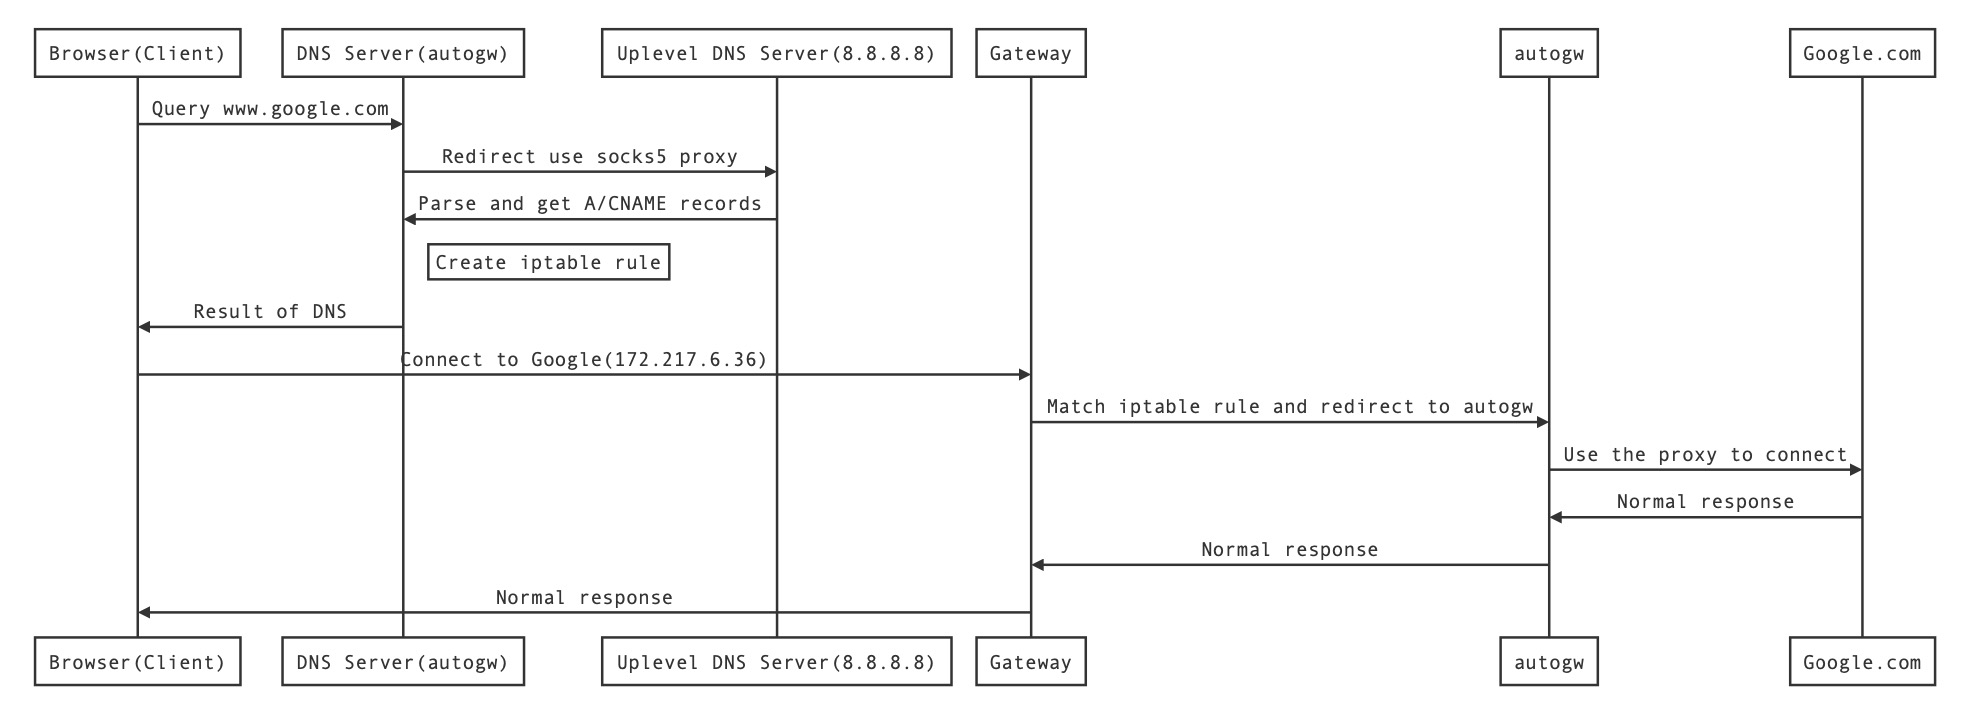 Browser(Client)
DNS Server(autogw)
Uplevel DNS Server(8.8.8.8)
Gateway
autogw
Google.com
Query www.google.com
Redirect use socks5 proxy
Parse and get A/CNAME records
Create iptable rule
Result of DNS
Connect to Google(172.217.6.36)
Match iptable rule and redirect to autogw
Use the proxy to connect
Normal response
Normal response
Normal response
Browser(Client)
DNS Server(autogw)
Uplevel DNS Server(8.8.8.8)
Gateway
autogw
Google.com